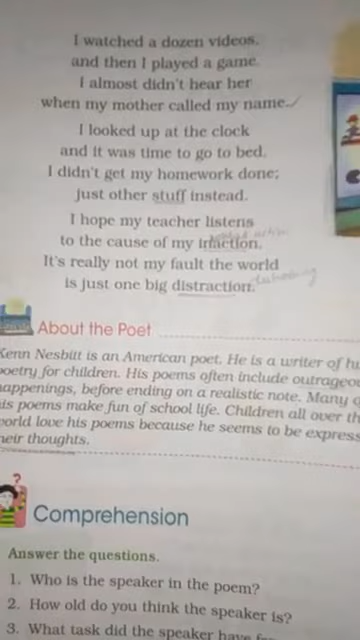 I watched a dozen videos,
and then I played a game.
I almost didn't hear her
when my mother called my name.
I looked up at the clock
and it was time to go to bed.
I didn't get my homework done;
just other stuff instead.
I hope my teacher listens
to the cause of my inaction.
It's really not my fault the world
is just one big distraction.
About the Poet
Kenn Nesbitt is an American poet. He is a writer of
poetry for children. His poems often include
happenings, before ending on a realistic note. Many
his poems make fun of school life. Children all over
world love his poems because he seems to be
their thoughts.
Comprehension
Answer the questions.
1. Who is the speaker in the poem?
2. How old do you think the speaker is?
3. What task did the speaker have